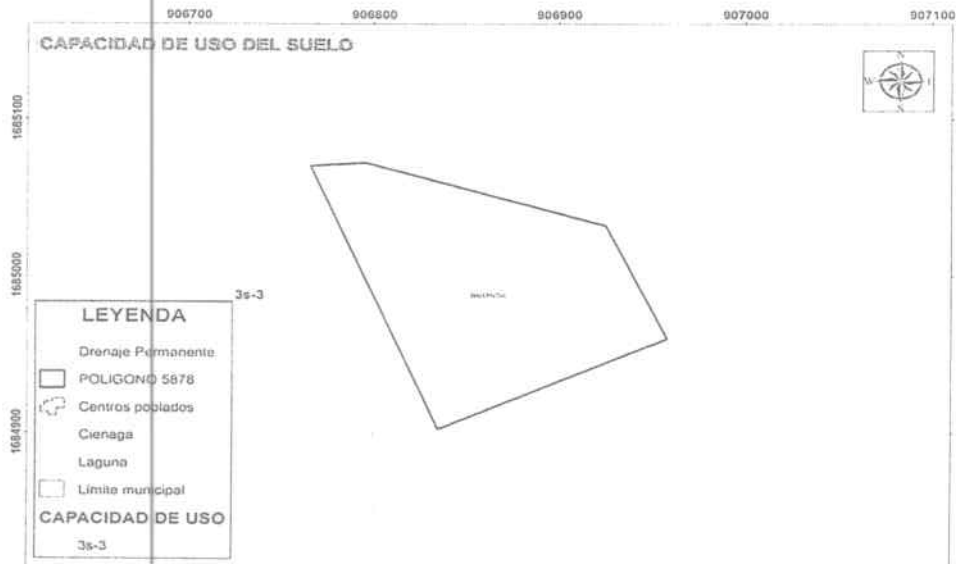 906700 906800 906900 907000 907100
CAPACIDAD DE USO DEL SUELO
N
W
S
1685100
1685000
1684900
3s-3
LEYENDA
Drenaje Permanente
POLIGONO 5878
Centros poblados
Cienaga
Laguna
Límite municipal
CAPACIDAD DE USO
3s-3